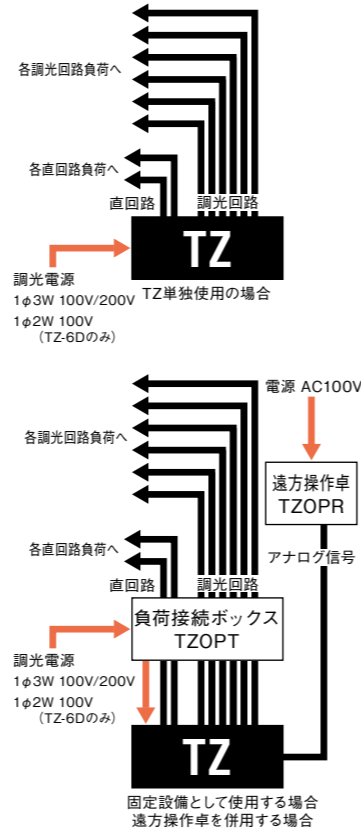 各調光回路負荷へ
各直回路負荷へ
直回路
調光回路
TZ
調光電源
1φ3W 100V/200V
1φ2W 100V
(TZ-6Dのみ)
TZ単独使用の場合
電源 AC100V
各調光回路負荷へ
遠方操作卓
TZOPR
各直回路負荷へ
アナログ信号
直回路
調光回路
負荷接続ボックス
TZOPT
調光電源
1φ3W 100V/200V
1φ2W 100V
(TZ-6Dのみ)
TZ
固定設備として使用する場合
遠方操作卓を併用する場合